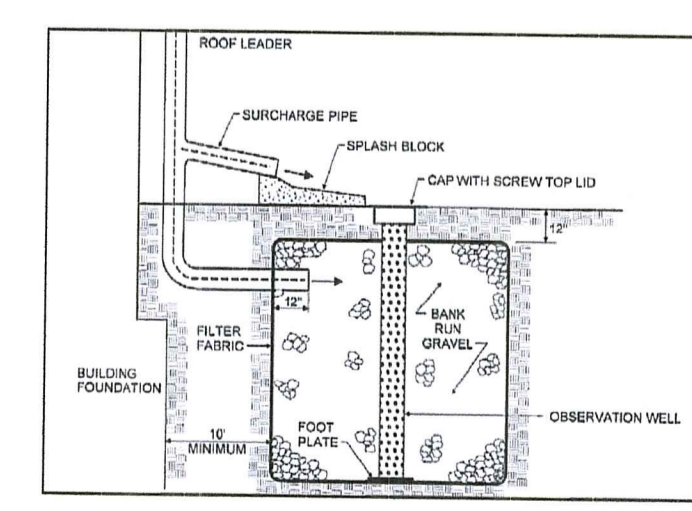 ROOF LEADER
SURCHARGE PIPE
SPLASH BLOCK
CAP WITH SCREW TOP LID
12"
12"
BANK
RUN
GRAVEL
FILTER
FABRIC
BUILDING
FOUNDATION
FOOT
PLATE
OBSERVATION WELL
10'
MINIMUM